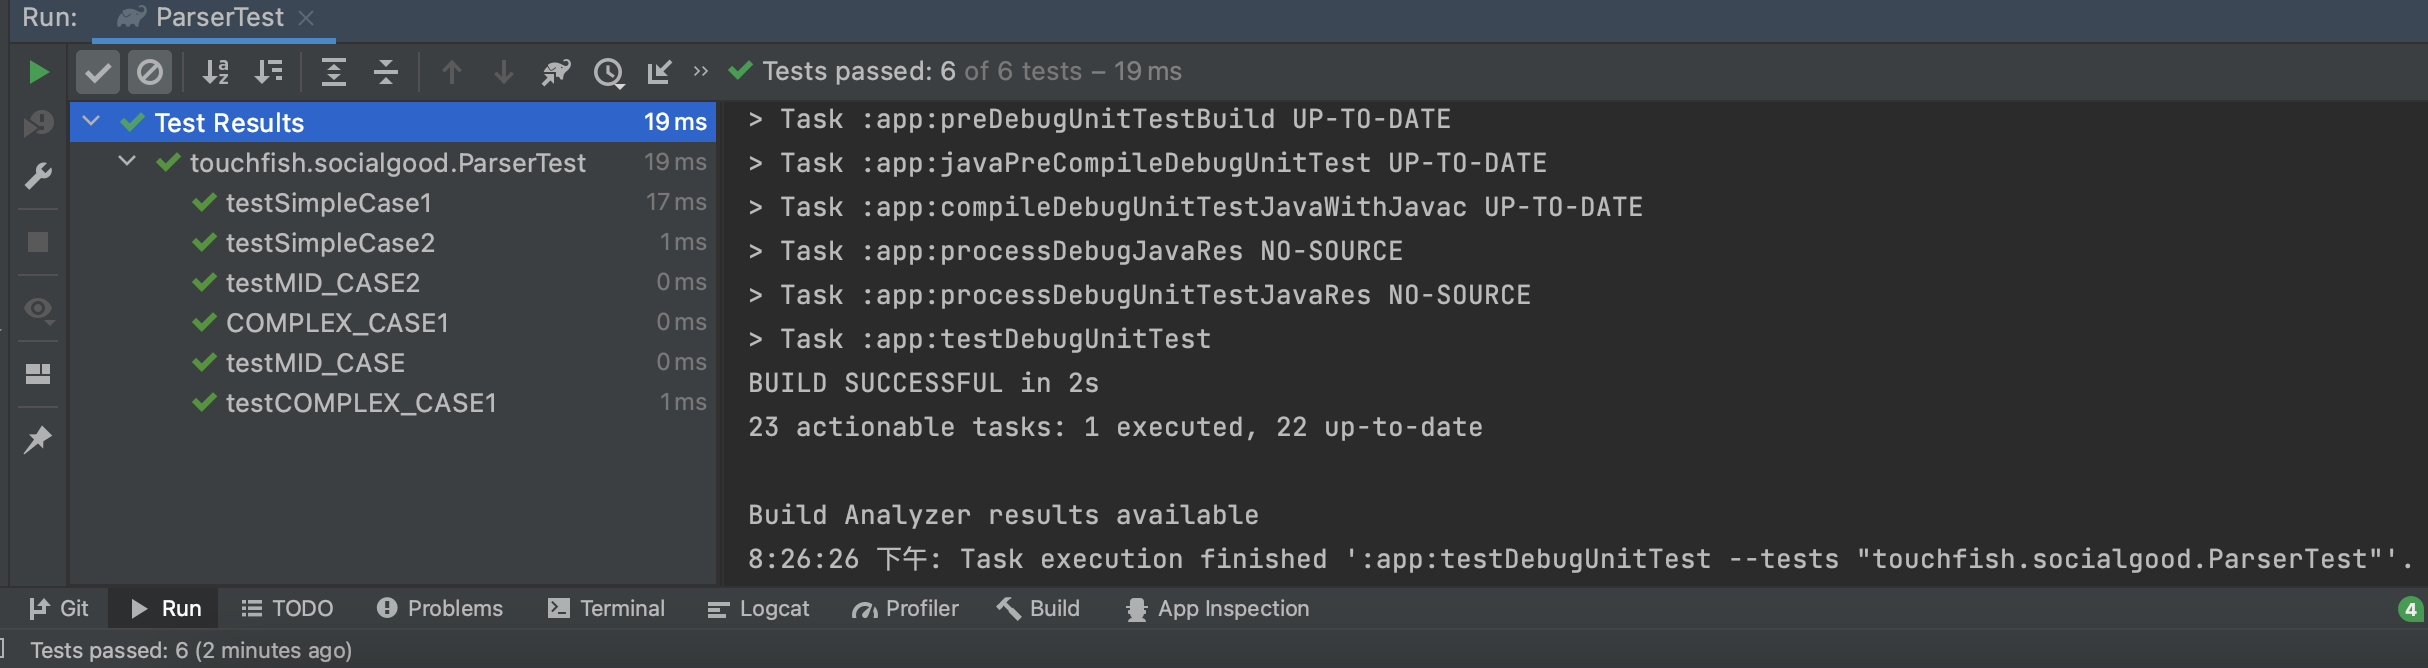 Run: ParserTest
Tests passed: 6 of 6 tests – 19 ms
Test Results 19 ms
touchfish.socialgood.ParserTest 19 ms
testSimpleCase1 17 ms
testSimpleCase2 1 ms
testMID_CASE2 0 ms
COMPLEX_CASE1 0 ms
testMID_CASE 0 ms
testCOMPLEX_CASE1 1 ms
> Task :app:preDebugUnitTestBuild UP-TO-DATE
> Task :app:javaPreCompileDebugUnitTest UP-TO-DATE
> Task :app:compileDebugUnitTestJavaWithJavac UP-TO-DATE
> Task :app:processDebugJavaRes NO-SOURCE
> Task :app:processDebugUnitTestJavaRes NO-SOURCE
> Task :app:testDebugUnitTest
BUILD SUCCESSFUL in 2s
23 actionable tasks: 1 executed, 22 up-to-date
Build Analyzer results available
8:26:26 下午: Task execution finished ':app:testDebugUnitTest --tests "touchfish.socialgood.ParserTest"'.
Git Run TODO Problems Terminal Logcat Profiler Build App Inspection 4
Tests passed: 6 (2 minutes ago)